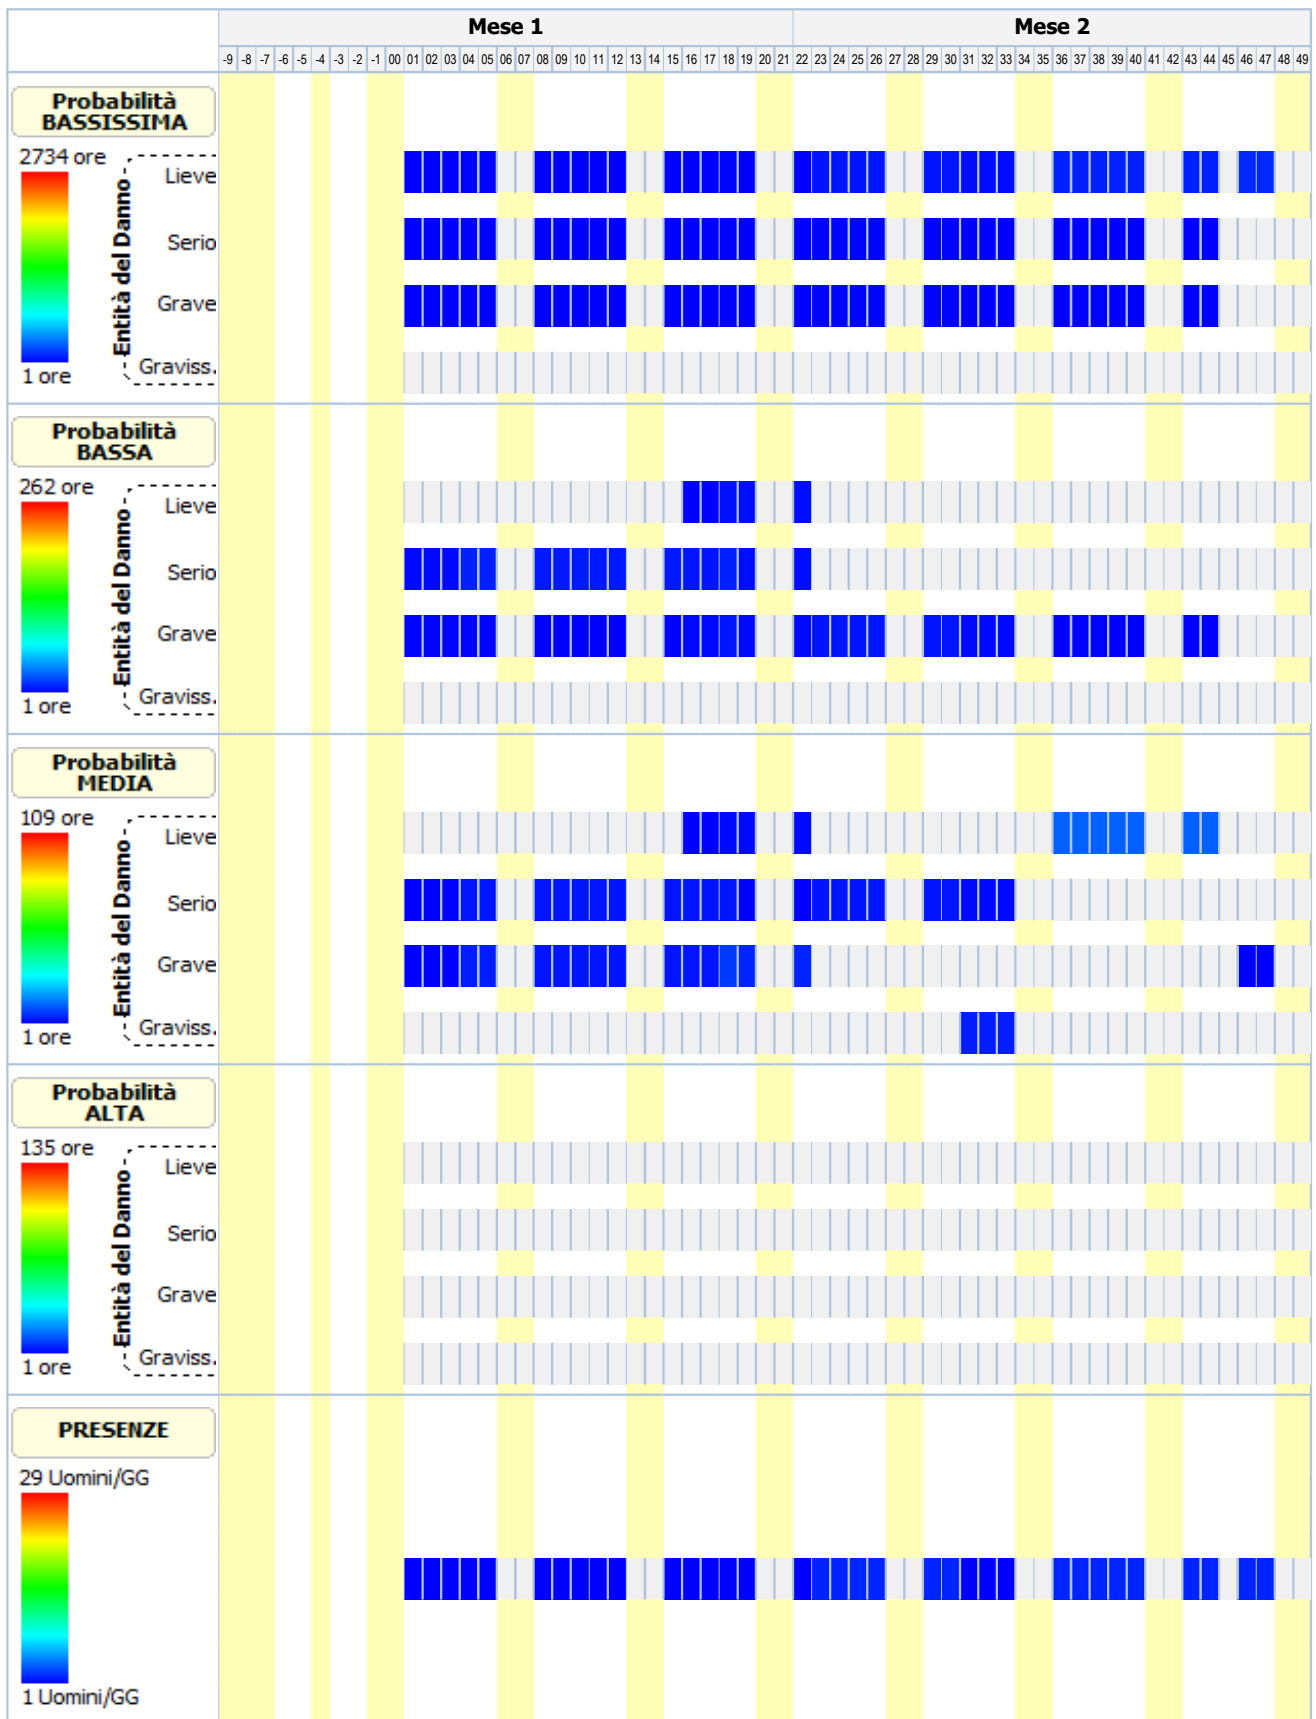 Mese 1 Mese 2
-9 -8 -7 -6 -5 -4 -3 -2 -1 00 01 02 03 04 05 06 07 08 09 10 11 12 13 14 15 16 17 18 19 20 21 22 23 24 25 26 27 28 29 30 31 32 33 34 35 36 37 38 39 40 41 42 43 44 45 46 47 48 49
Probabilità
BASSISSIMA
2734 ore
Entità del Danno
Lieve
Serio
Grave
Graviss.
1 ore
Probabilità
BASSA
262 ore
Entità del Danno
Lieve
Serio
Grave
Graviss.
1 ore
Probabilità
MEDIA
109 ore
Entità del Danno
Lieve
Serio
Grave
Graviss.
1 ore
Probabilità
ALTA
135 ore
Entità del Danno
Lieve
Serio
Grave
Graviss.
1 ore
PRESENZE
29 Uomini/GG
1 Uomini/GG